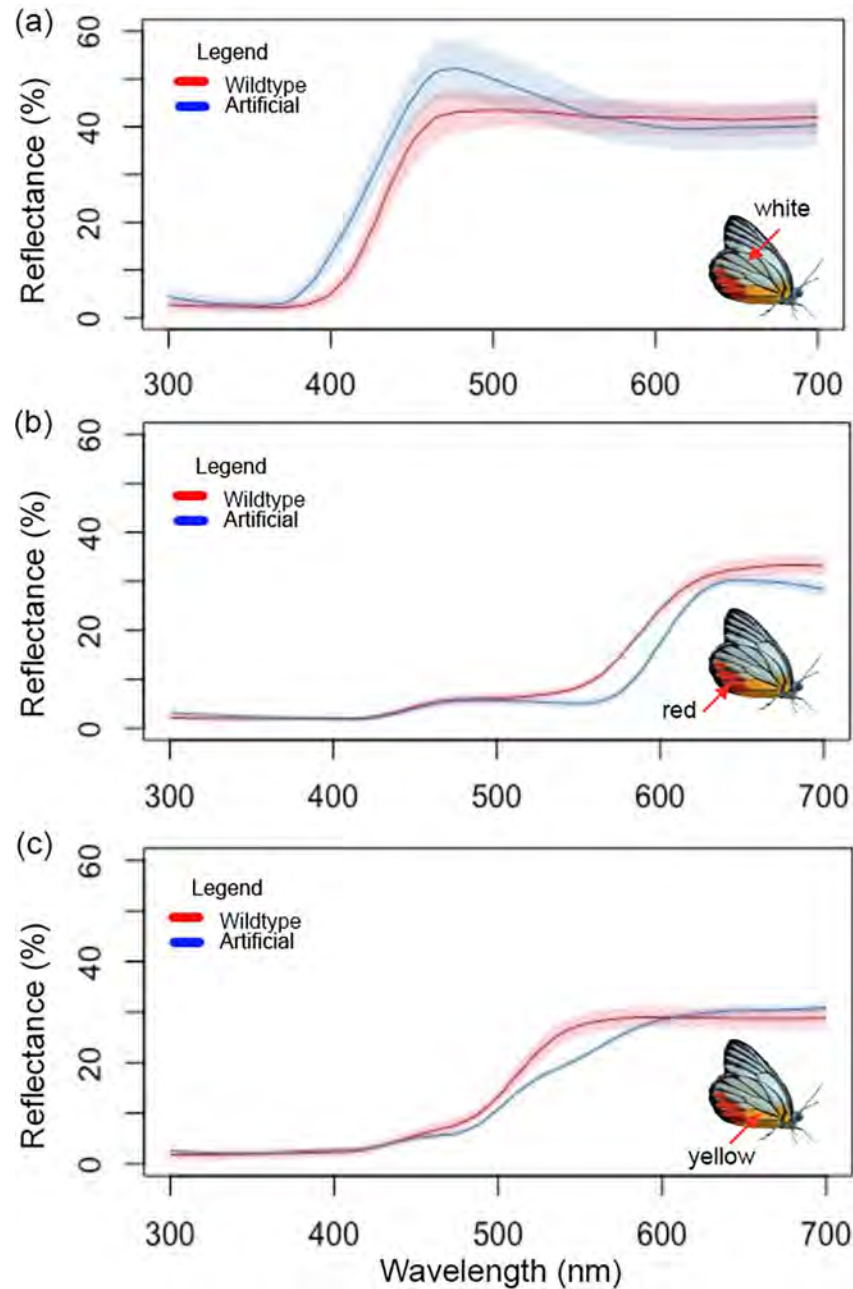 (a)
60
40
20
0
Reflectance (%)
Legend
Wildtype
Artificial
white
300 400 500 600 700
(b)
60
40
20
0
Reflectance (%)
Legend
Wildtype
Artificial
red
300 400 500 600 700
(c)
60
40
20
0
Reflectance (%)
Legend
Wildtype
Artificial
yellow
300 400 500 600 700
Wavelength (nm)